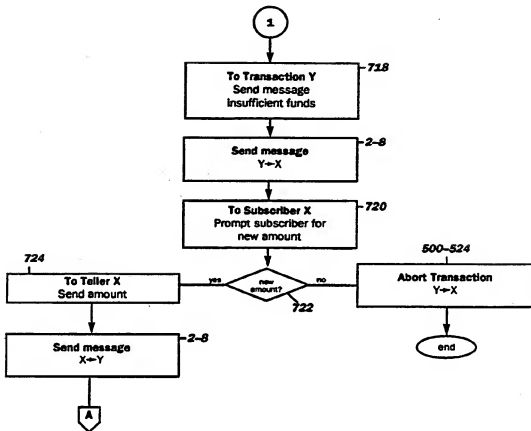 1
718
To Transaction Y
Send message
Insufficient funds
2-8
Send message
Y→X
720
To Subscriber X
Prompt subscriber for
new amount
500-524
724
To Teller X
Send amount
yes
new
amount?
no
722
Abort Transaction
Y→X
2-8
Send message
X→Y
end
A